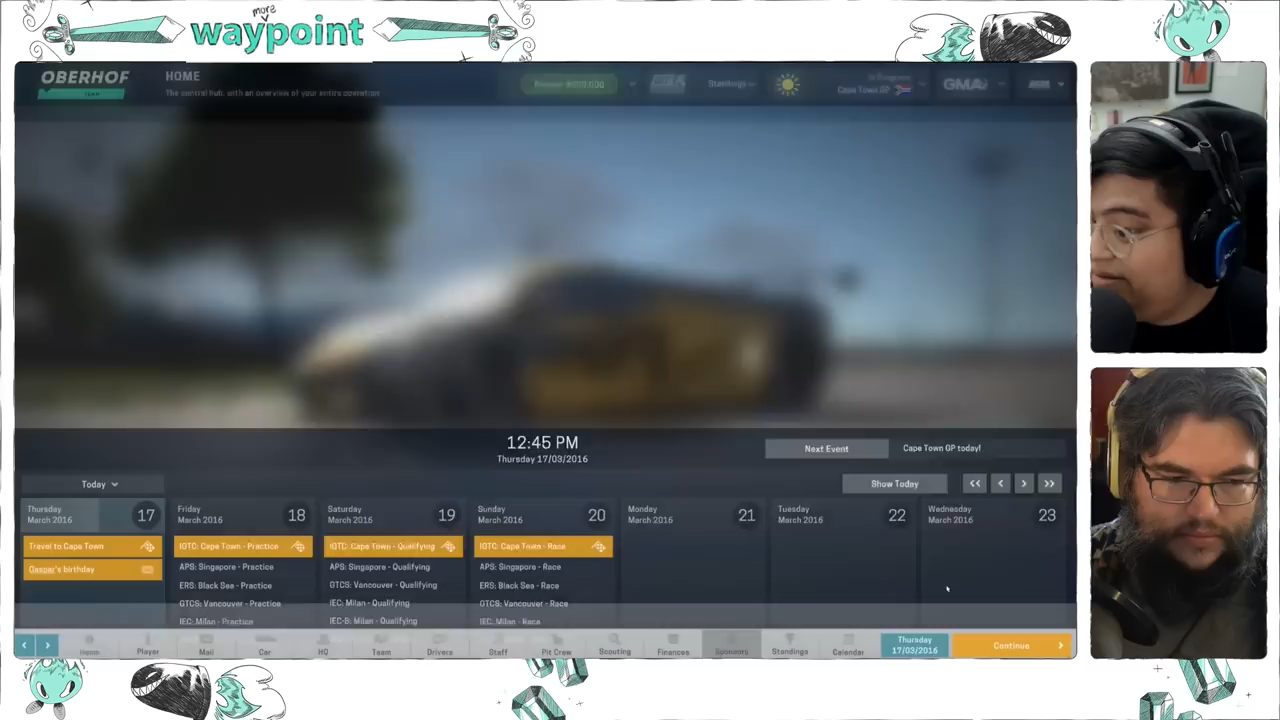 more
waypoint
OBERHOF
TEAM
HOME
The control hub, with an overview of your entire operation
Standings
In Progress
Cape Town GP
GMA
12:45 PM
Thursday 17/03/2016
Next Event
Cape Town GP today!
Today
Show Today
Thursday
March 2016
17
Friday
March 2016
18
Saturday
March 2016
19
Sunday
March 2016
20
Monday
March 2016
21
Tuesday
March 2016
22
Wednesday
March 2016
23
Travel to Cape Town
IGTC: Cape Town - Practice
IGTC: Cape Town - Qualifying
IGTC: Cape Town - Race
Gaspar's birthday
APS: Singapore - Practice
APS: Singapore - Qualifying
APS: Singapore - Race
ERS: Black Sea - Practice
GTCS: Vancouver - Qualifying
ERS: Black Sea - Race
GTCS: Vancouver - Practice
IEC: Milan - Qualifying
GTCS: Vancouver - Race
IEC: Milan - Practice
IEC-B: Milan - Qualifying
IEC: Milan - Race
Home
Player
Mail
Car
HQ
Team
Drivers
Staff
Pit Crew
Scouting
Finances
Sponsors
Standings
Calendar
Thursday
17/03/2016
Continue